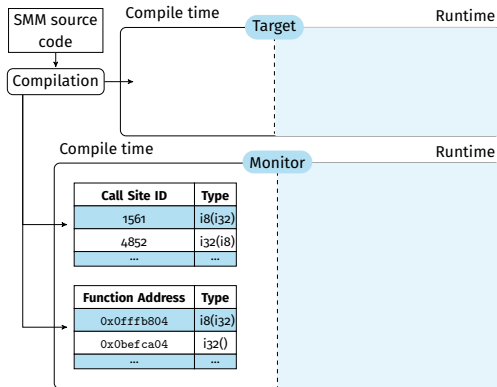 SMM source
code
Compile time
Runtime
Target
Compilation
Compile time
Runtime
Monitor
Call Site ID Type
1561 i8(i32)
4852 i32(i8)
... ...
Function Address Type
0x0fffb804 i8(i32)
0x0befca04 i32()
... ...